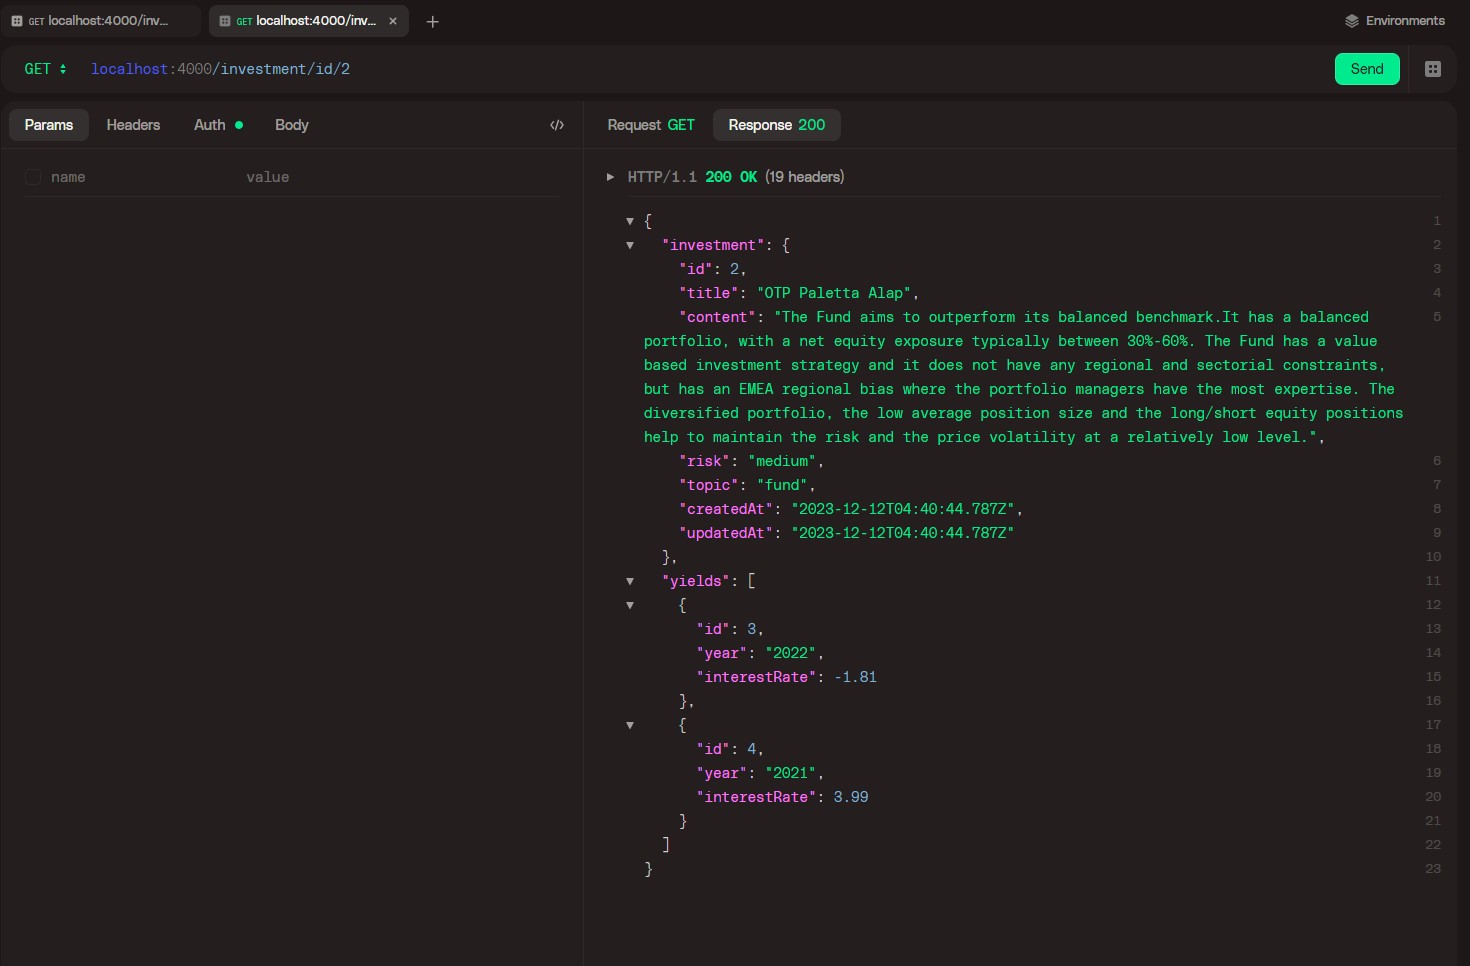 GET localhost:4000/inv...
GET localhost:4000/inv... ×
Environments
GET localhost:4000/investment/id/2
Send
Params Headers Auth Body
Request GET Response 200
name value
HTTP/1.1 200 OK (19 headers)
{ 1
"investment": { 2
"id": 2, 3
"title": "OTP Paletta Alap", 4
"content": "The Fund aims to outperform its balanced benchmark.It has a balanced 5
portfolio, with a net equity exposure typically between 30%-60%. The Fund has a value
based investment strategy and it does not have any regional and sectorial constraints,
but has an EMEA regional bias where the portfolio managers have the most expertise. The
diversified portfolio, the low average position size and the long/short equity positions
help to maintain the risk and the price volatility at a relatively low level.",
"risk": "medium", 6
"topic": "fund", 7
"createdAt": "2023-12-12T04:40:44.787Z", 8
"updatedAt": "2023-12-12T04:40:44.787Z" 9
}, 10
"yields": [ 11
{ 12
"id": 3, 13
"year": "2022", 14
"interestRate": -1.81 15
}, 16
{ 17
"id": 4, 18
"year": "2021", 19
"interestRate": 3.99 20
} 21
] 22
} 23